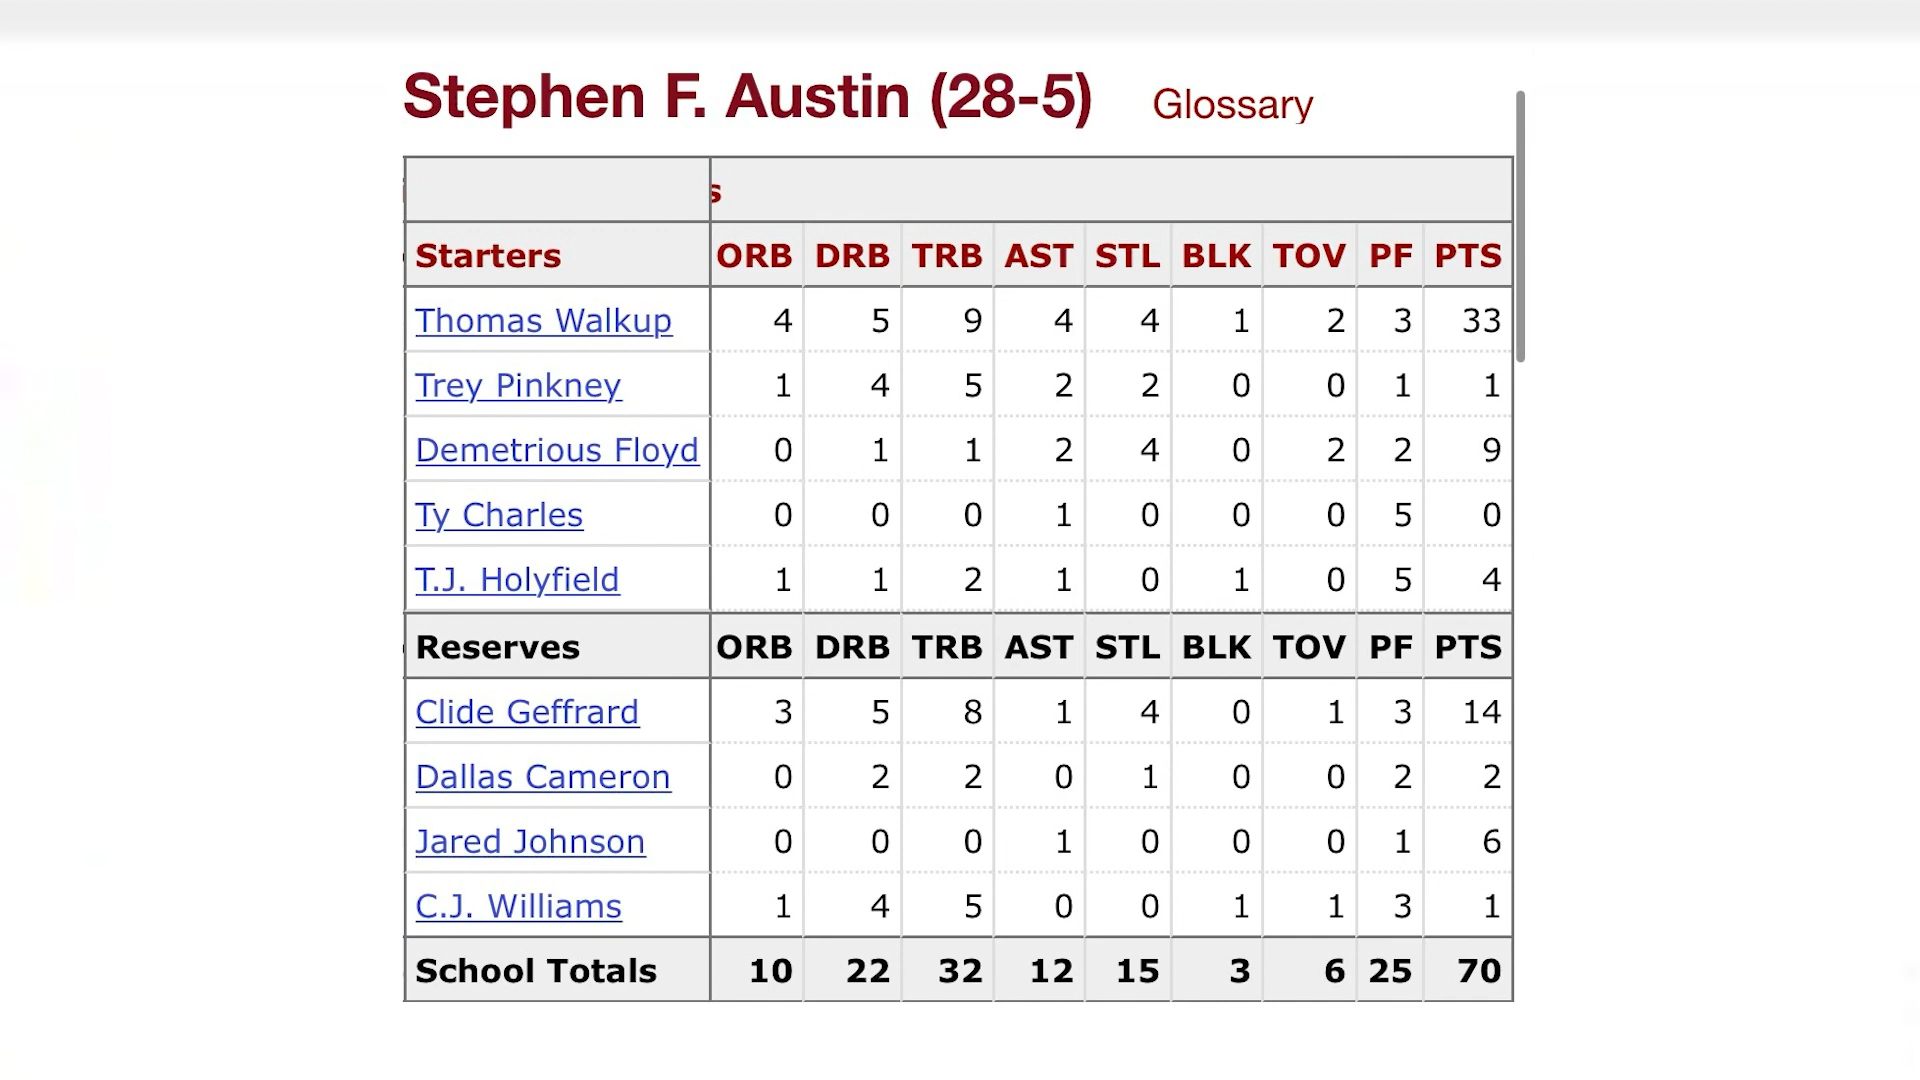 Stephen F. Austin (28-5) Glossary
s
Starters ORB DRB TRB AST STL BLK TOV PF PTS
Thomas Walkup 4 5 9 4 4 1 2 3 33
Trey Pinkney 1 4 5 2 2 0 0 1 1
Demetrious Floyd 0 1 1 2 4 0 2 2 9
Ty Charles 0 0 0 1 0 0 0 5 0
T.J. Holyfield 1 1 2 1 0 1 0 5 4
Reserves ORB DRB TRB AST STL BLK TOV PF PTS
Clide Geffrard 3 5 8 1 4 0 1 3 14
Dallas Cameron 0 2 2 0 1 0 0 2 2
Jared Johnson 0 0 0 1 0 0 0 1 6
C.J. Williams 1 4 5 0 0 1 1 3 1
School Totals 10 22 32 12 15 3 6 25 70